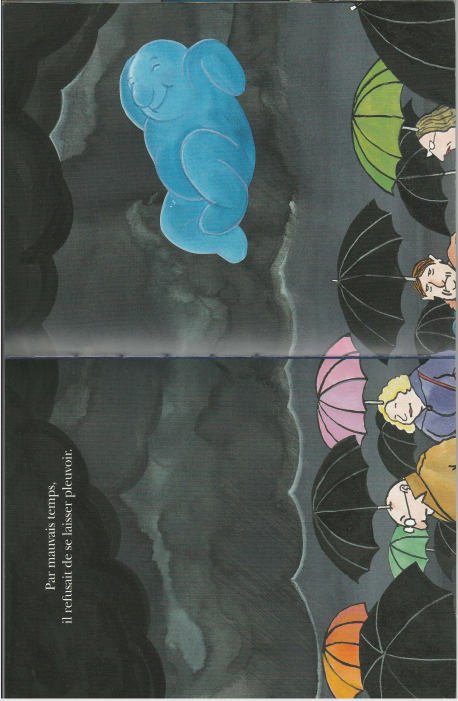 Par mauvais temps,
il refusait de se laisser pleuvoir.